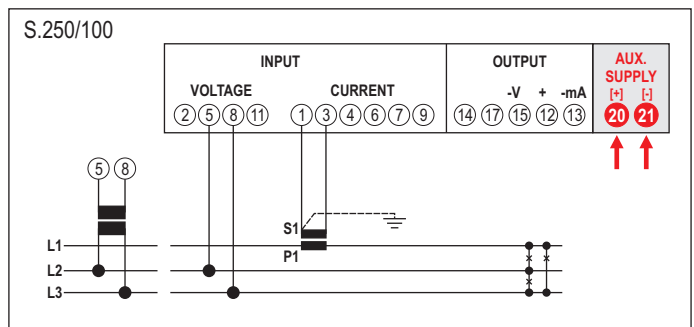 S.250/100
INPUT
OUTPUT
AUX.
SUPPLY
VOLTAGE
CURRENT
-V + -mA
[+] [-]
2 5 8 11 1 3 4 6 7 9 14 17 15 12 13 20 21
5 8
S1
L1
P1
L2
L3